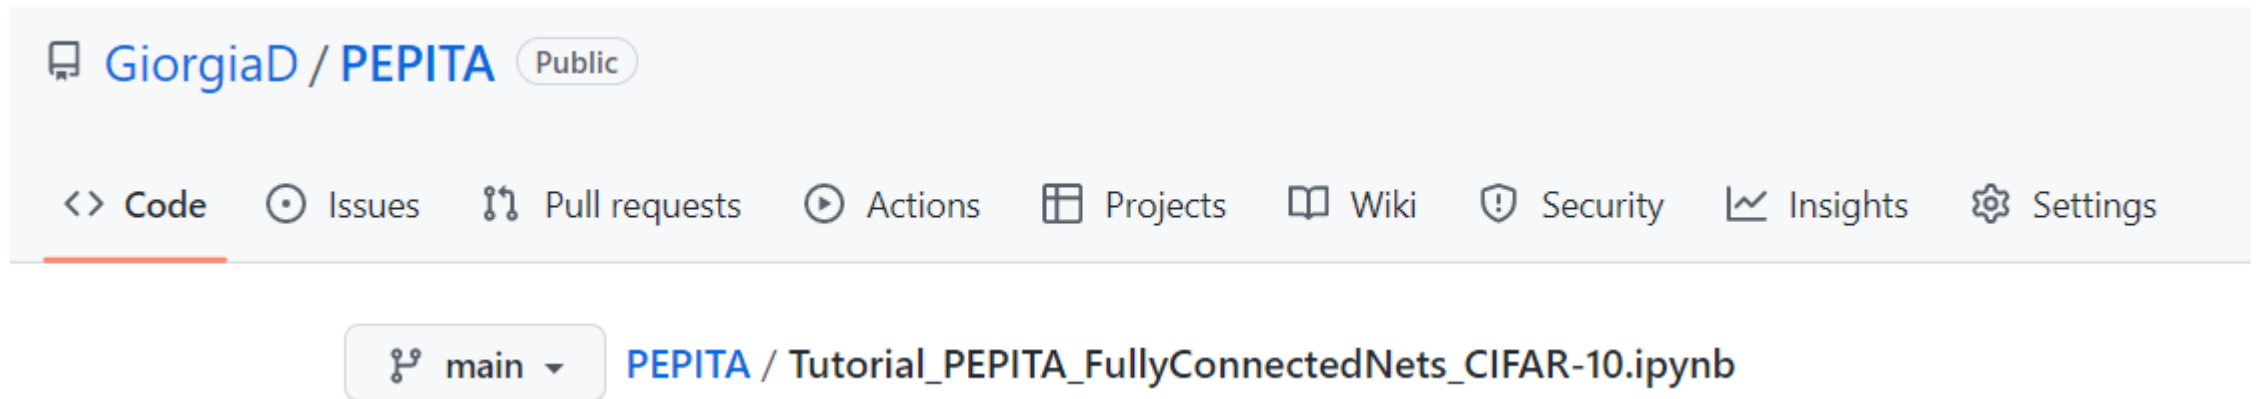 GiorgiaD / PEPITA Public
Code Issues Pull requests Actions Projects Wiki Security Insights Settings
main PEPITA / Tutorial_PEPITA_FullyConnectedNets_CIFAR-10.ipynb